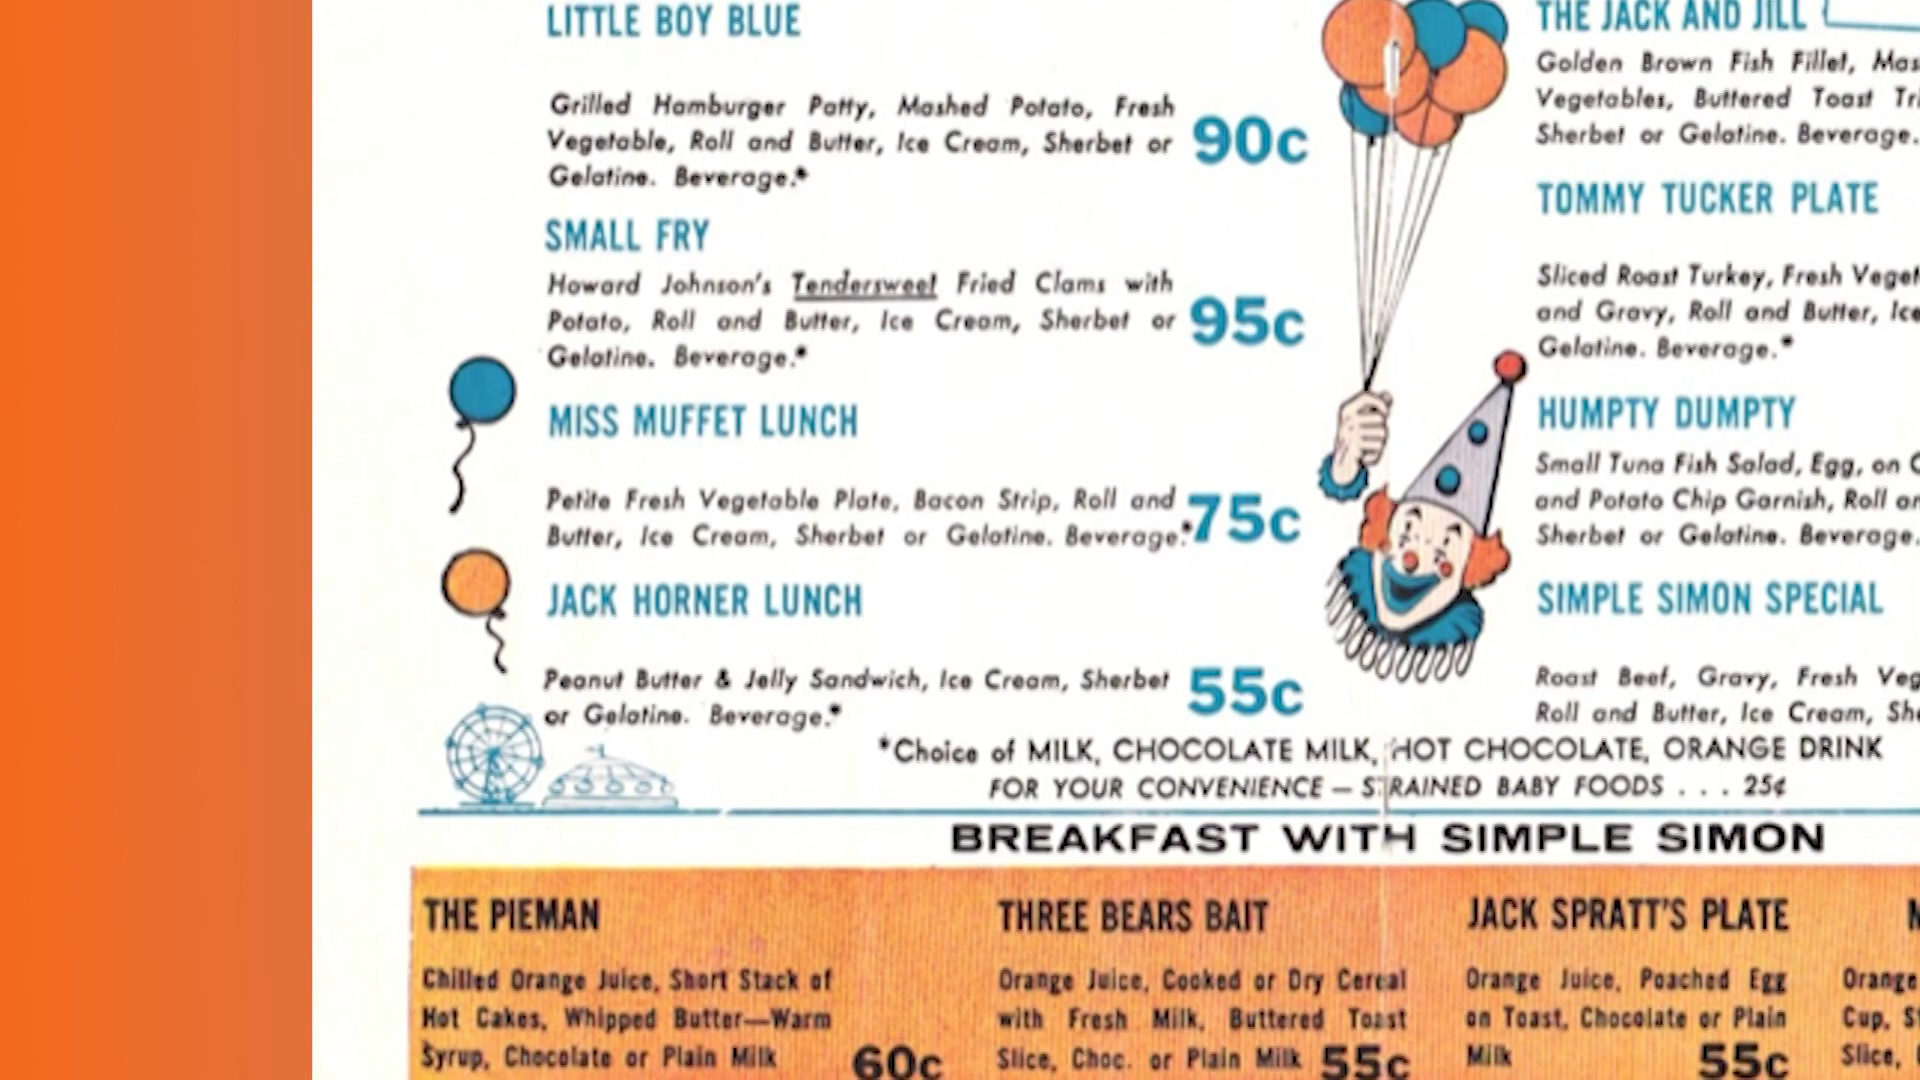 LITTLE BOY BLUE
Grilled Hamburger Patty, Mashed Potato, Fresh
Vegetable, Roll and Butter, Ice Cream, Sherbet or
Gelatine. Beverage.*
90c
SMALL FRY
Howard Johnson's Tendersweet Fried Clams with
Potato, Roll and Butter, Ice Cream, Sherbet or
Gelatine. Beverage.*
95c
MISS MUFFET LUNCH
Petite Fresh Vegetable Plate, Bacon Strip, Roll and
Butter, Ice Cream, Sherbet or Gelatine. Beverage.*
75c
JACK HORNER LUNCH
Peanut Butter & Jelly Sandwich, Ice Cream, Sherbet
or Gelatine. Beverage.*
55c
THE JACK AND JILL
Golden Brown Fish Fillet,
Vegetables, Buttered Toast
Sherbet or Gelatine. Beverage.
TOMMY TUCKER PLATE
Sliced Roast Turkey, Fresh
and Gravy, Roll and Butter, Ice
Gelatine. Beverage.*
HUMPTY DUMPTY
Small Tuna Fish Salad, Egg, on
and Potato Chip Garnish, Roll
Sherbet or Gelatine. Beverage.
SIMPLE SIMON SPECIAL
Roast Beef, Gravy, Fresh
Roll and Butter, Ice Cream,
*Choice of MILK, CHOCOLATE MILK, HOT CHOCOLATE, ORANGE DRINK
FOR YOUR CONVENIENCE — STRAINED BABY FOODS . . . 25¢
BREAKFAST WITH SIMPLE SIMON
THE PIEMAN
Chilled Orange Juice, Short Stack of
Hot Cakes, Whipped Butter—Warm
Syrup, Chocolate or Plain Milk 60c
THREE BEARS BAIT
Orange Juice, Cooked or Dry Cereal
with Fresh Milk, Buttered Toast
Slice, Choc. or Plain Milk 55c
JACK SPRATT'S PLATE
Orange Juice, Poached Egg
on Toast, Chocolate or Plain
Milk 55c
Orange
Cup,
Slice,